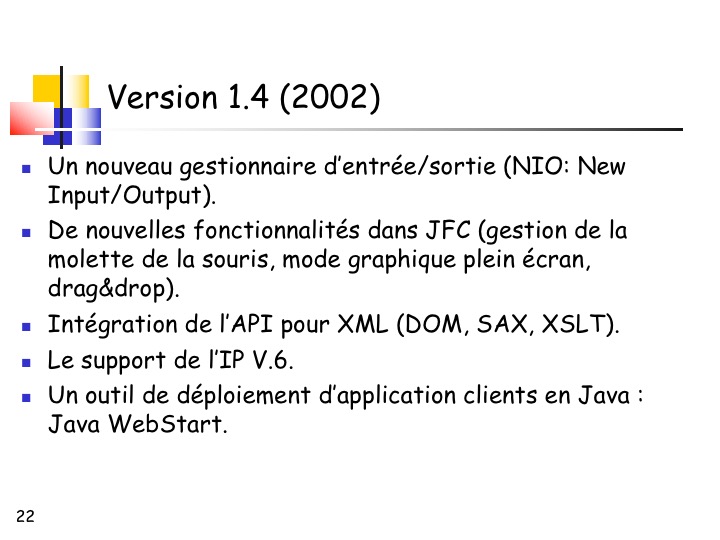 Version 1.4 (2002)
Un nouveau gestionnaire d’entrée/sortie (NIO: New
Input/Output).
De nouvelles fonctionnalités dans JFC (gestion de la
molette de la souris, mode graphique plein écran,
drag&drop).
Intégration de l’API pour XML (DOM, SAX, XSLT).
Le support de l’IP V.6.
Un outil de déploiement d’application clients en Java :
Java WebStart.
22